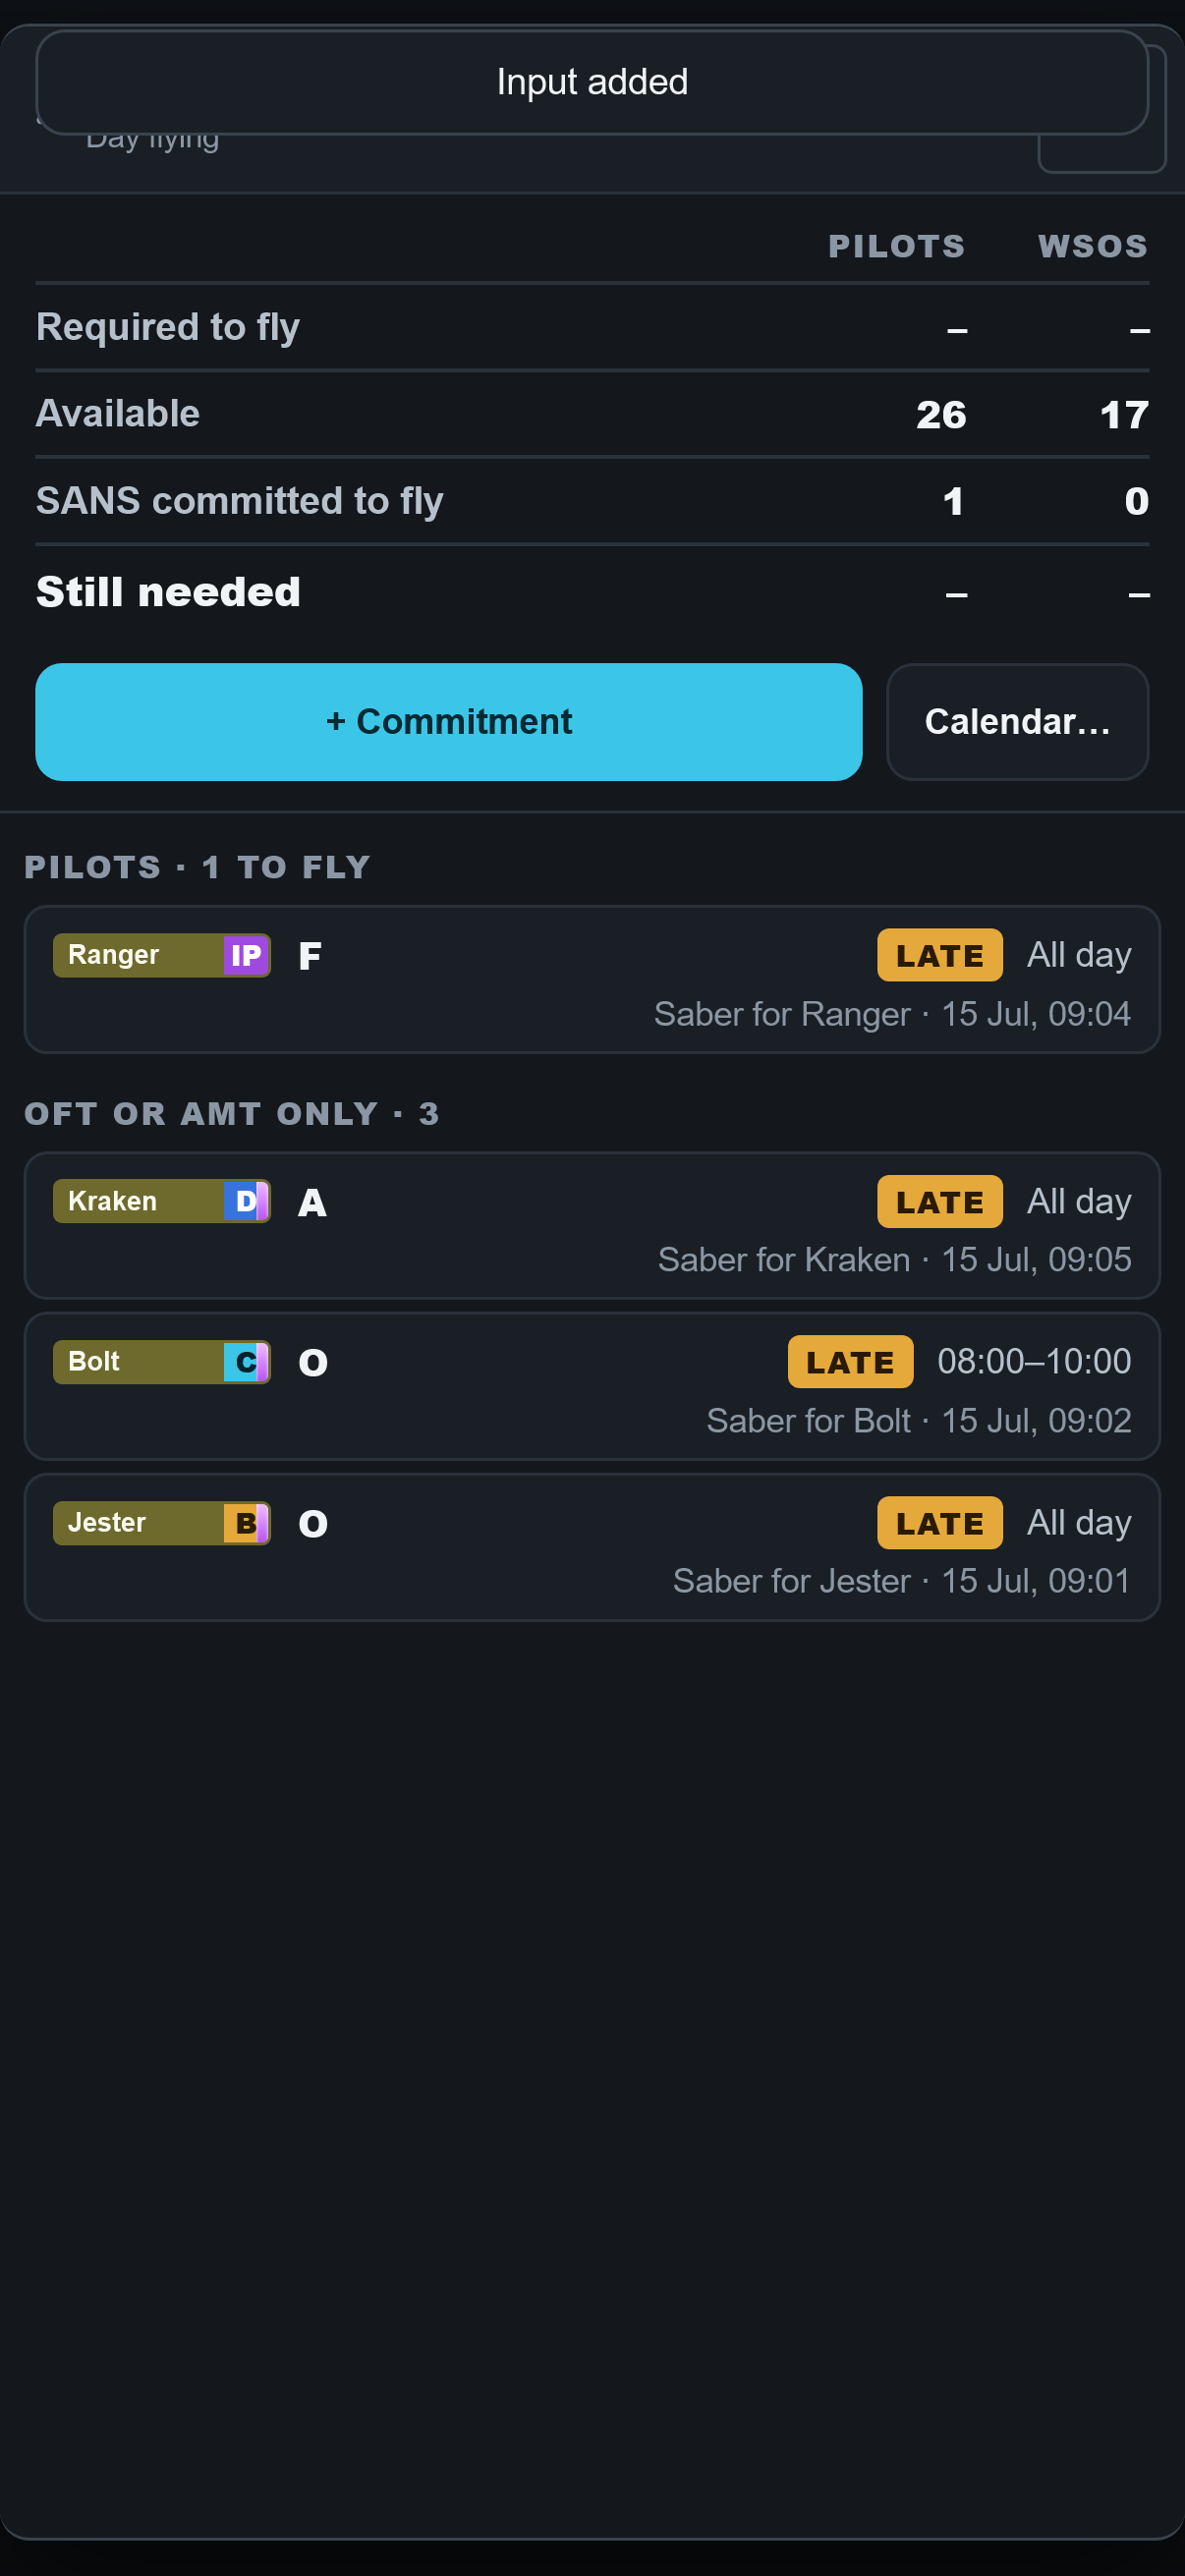 Input added
Day flying
PILOTS WSOS
Required to fly – –
Available 26 17
SANS committed to fly 1 0
Still needed – –
+ Commitment Calendar…
PILOTS · 1 TO FLY
Ranger IP F LATE All day
Saber for Ranger · 15 Jul, 09:04
OFT OR AMT ONLY · 3
Kraken D A LATE All day
Saber for Kraken · 15 Jul, 09:05
Bolt C O LATE 08:00–10:00
Saber for Bolt · 15 Jul, 09:02
Jester B O LATE All day
Saber for Jester · 15 Jul, 09:01